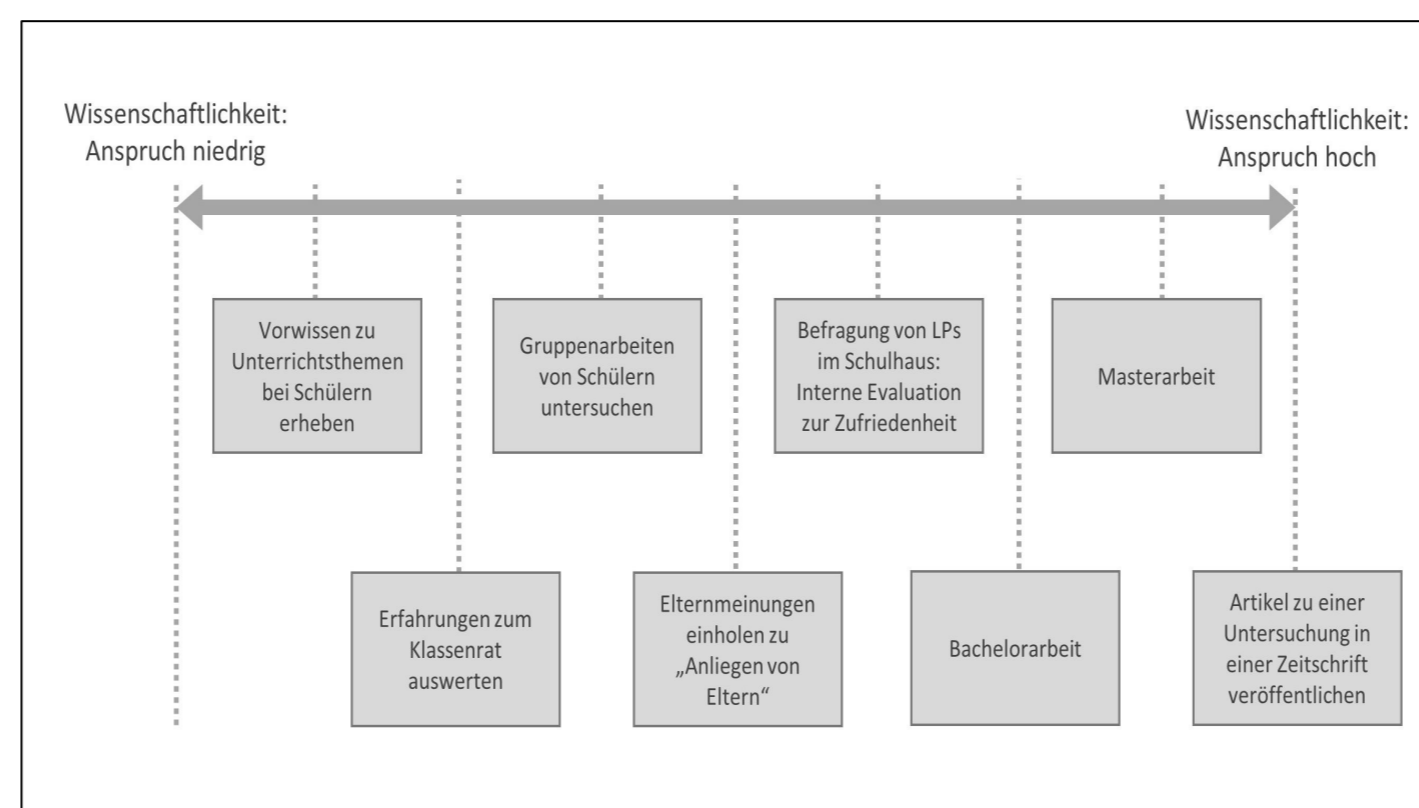 Wissenschaftlichkeit:
Anspruch niedrig
Wissenschaftlichkeit:
Anspruch hoch
Vorwissen zu
Unterrichtsthemen
bei Schülern
erheben
Gruppenarbeiten
von Schülern
untersuchen
Befragung von LPs
im Schulhaus:
Interne Evaluation
zur Zufriedenheit
Masterarbeit
Erfahrungen zum
Klassenrat
auswerten
Elternmeinungen
einholen zu
„Anliegen von
Eltern“
Bachelorarbeit
Artikel zu einer
Untersuchung in
einer Zeitschrift
veröffentlichen